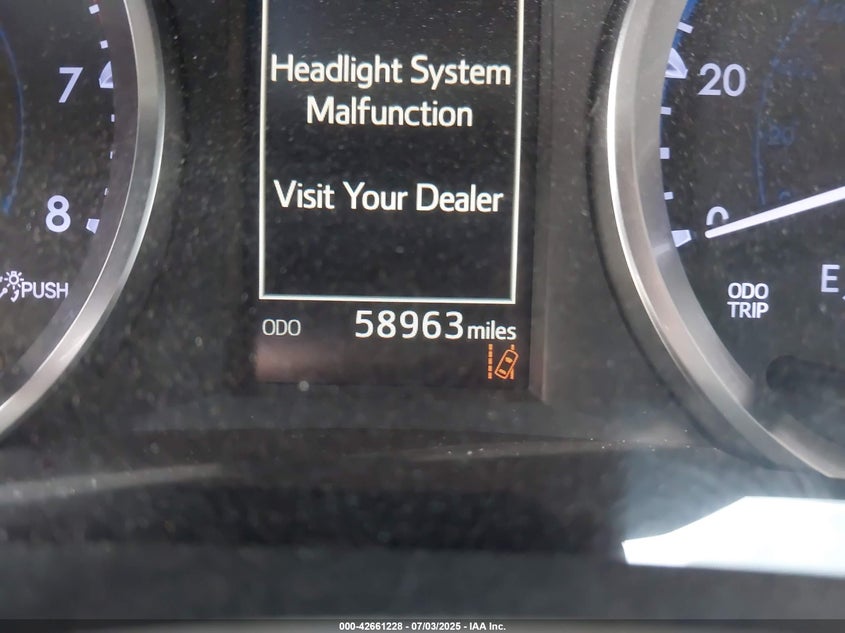 Headlight System
Malfunction
Visit Your Dealer
7
8
PUSH
ODO 58963 miles
20
0
ODO
TRIP
E
000-42661228 - 07/03/2025 - IAA Inc.